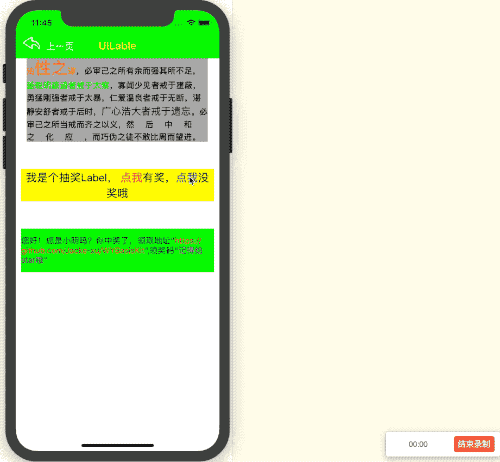 11:45
上一页 UILable
性之 ，必审己之所有余而强其所不足，
，寡闻少见者戒于壅蔽，
勇猛刚强者戒于太暴，仁爱温良者戒于无断，湛
静安舒者戒于后时，广心浩大者戒于遗忘。必
审己之所当戒而齐之以义，然 后 中 和
之 化 应 ，而巧伪之徒不敢比周而望进。
我是个抽奖Label，点我有奖，点我没
奖哦
您好！您是小明吗？你中奖了，领取地址"
"领奖码"
star哦"
00:00 结束录制